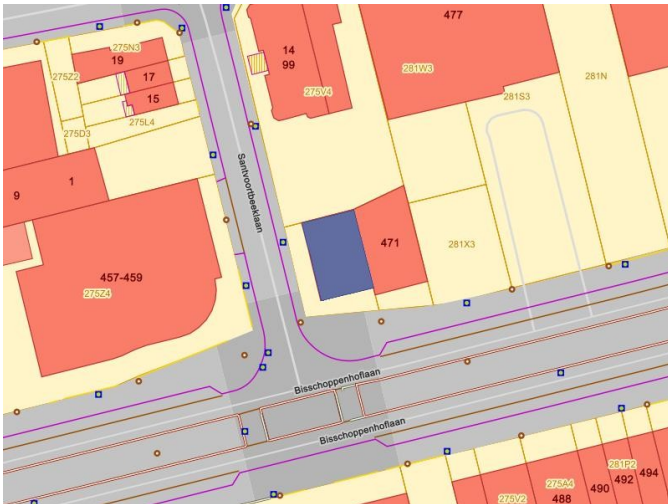 275N3
19
275Z2
17
15
275L4
275D3
9
1
457-459
275Z4
Santvoortbeeklaan
14
99
275V4
477
281W3
281S3
281N
471
281X3
Bisschoppenhoflaan
Bisschoppenhoflaan
275V2
275A4
488
490
281P2
492
494